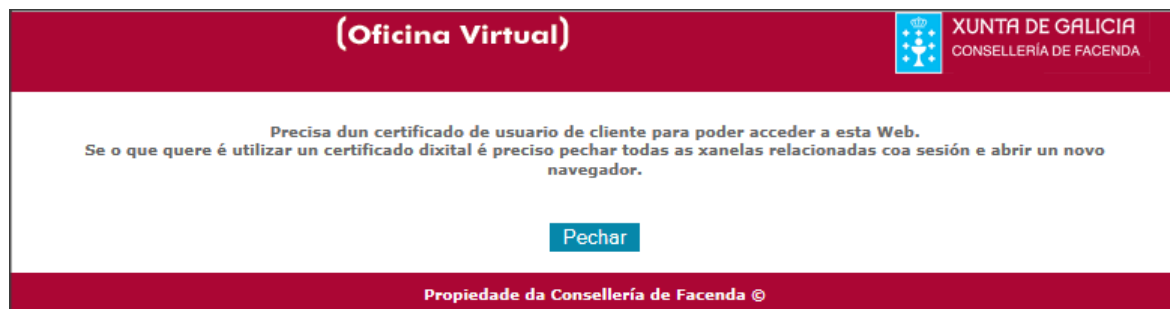 (Oficina Virtual)
XUNTA DE GALICIA
CONSELLERÍA DE FACENDA
Precisa dun certificado de usuario de cliente para poder acceder a esta Web.
Se o que quere é utilizar un certificado dixital é preciso pechar todas as xanelas relacionadas coa sesión e abrir un novo
navegador.
Pechar
Propiedade da Consellería de Facenda ©